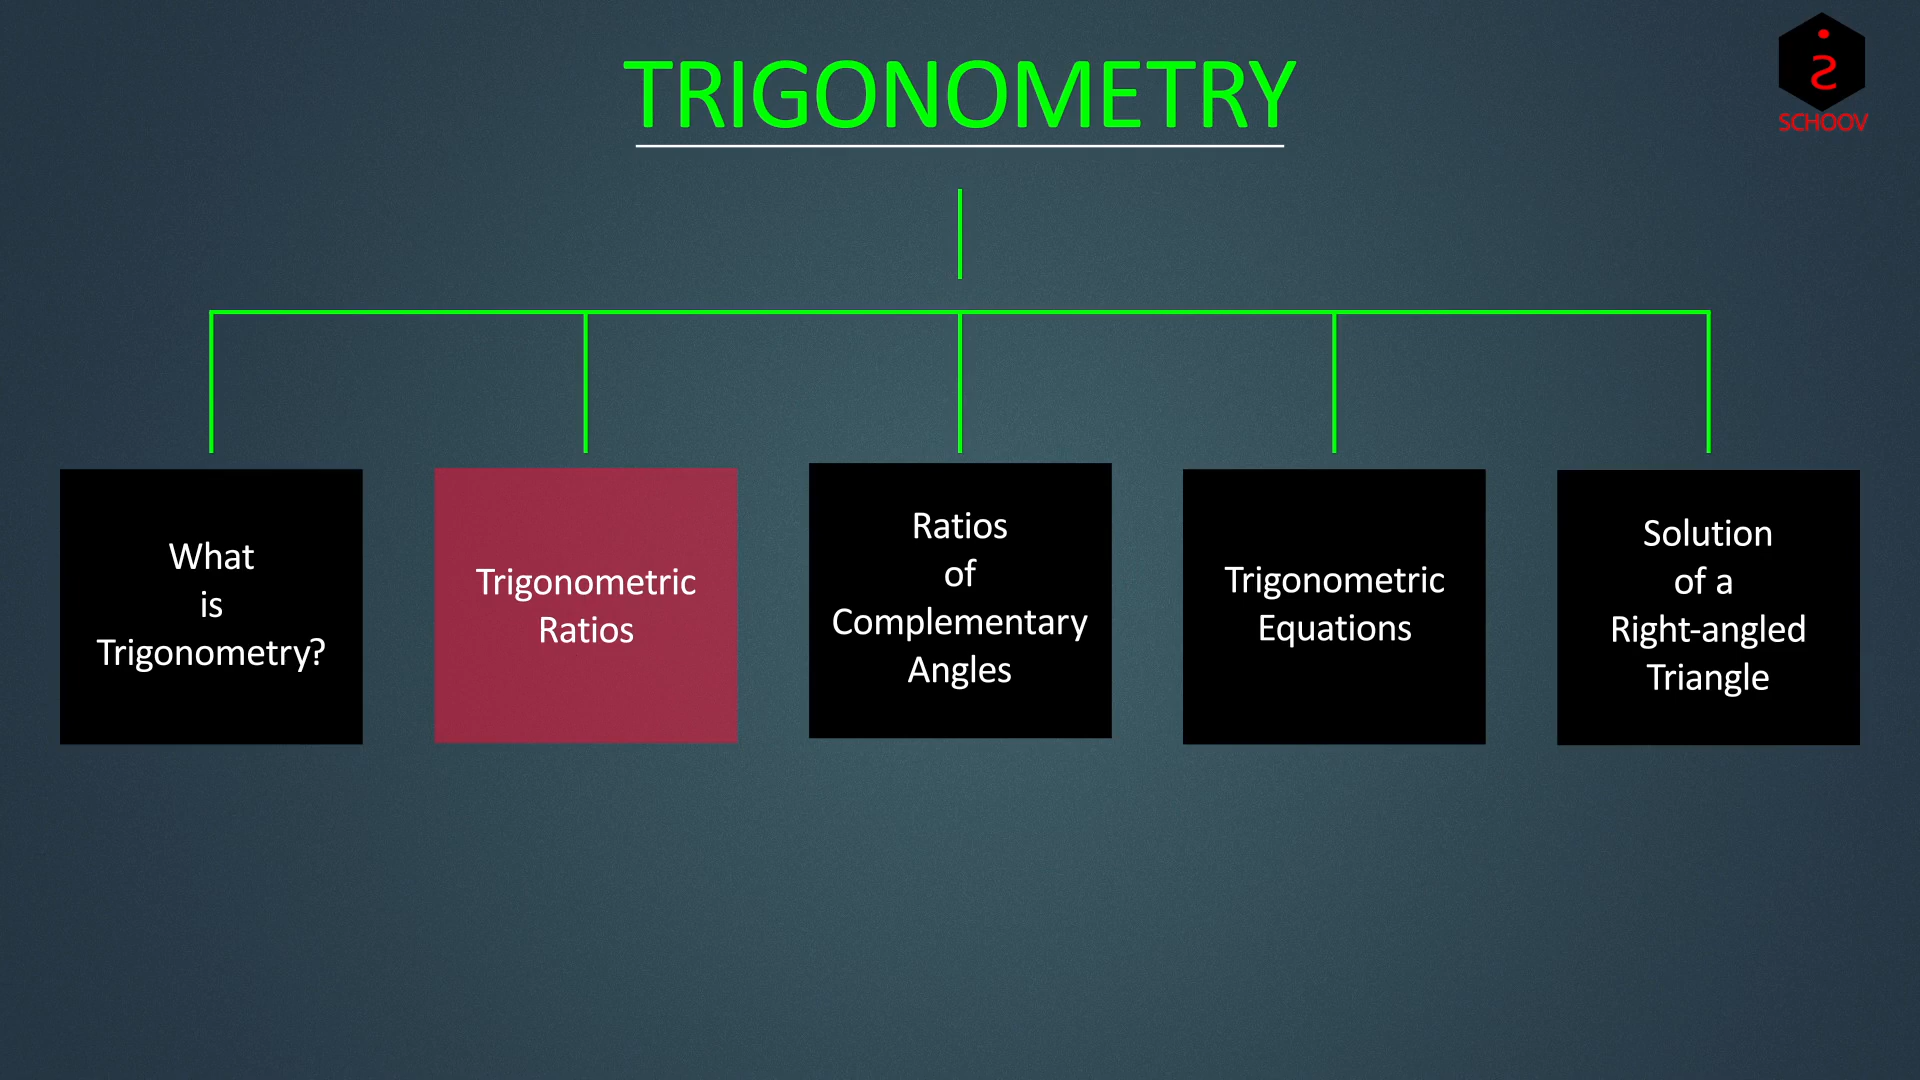 TRIGONOMETRY
SCHOOV
What
is
Trigonometry?
Trigonometric
Ratios
Ratios
of
Complementary
Angles
Trigonometric
Equations
Solution
of a
Right-angled
Triangle